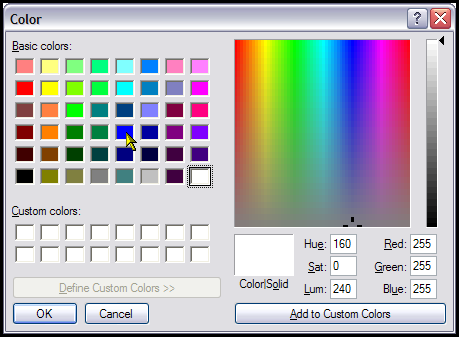 Color
Basic colors:
Custom colors:
Define Custom Colors >>
OK
Cancel
Color|Solid
Hue: 160
Sat: 0
Lum: 240
Red: 255
Green: 255
Blue: 255
Add to Custom Colors